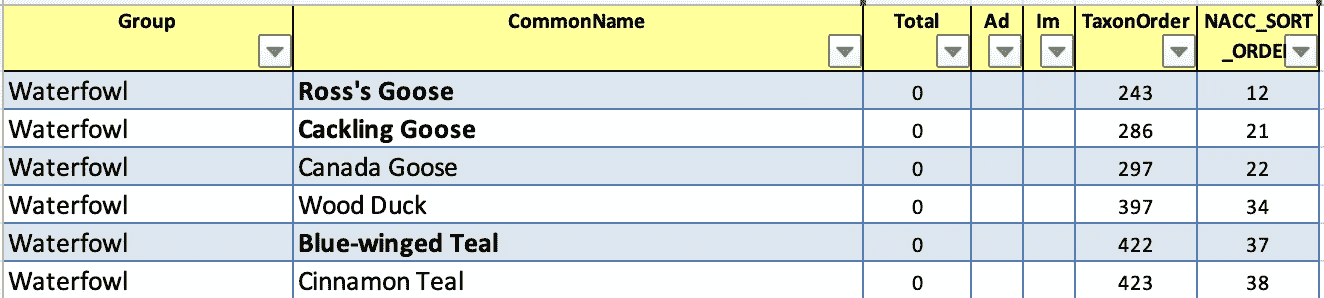 Group CommonName Total Ad Im TaxonOrder NACC_SORT
_ORDE
Waterfowl Ross's Goose 0 243 12
Waterfowl Cackling Goose 0 286 21
Waterfowl Canada Goose 0 297 22
Waterfowl Wood Duck 0 397 34
Waterfowl Blue-winged Teal 0 422 37
Waterfowl Cinnamon Teal 0 423 38